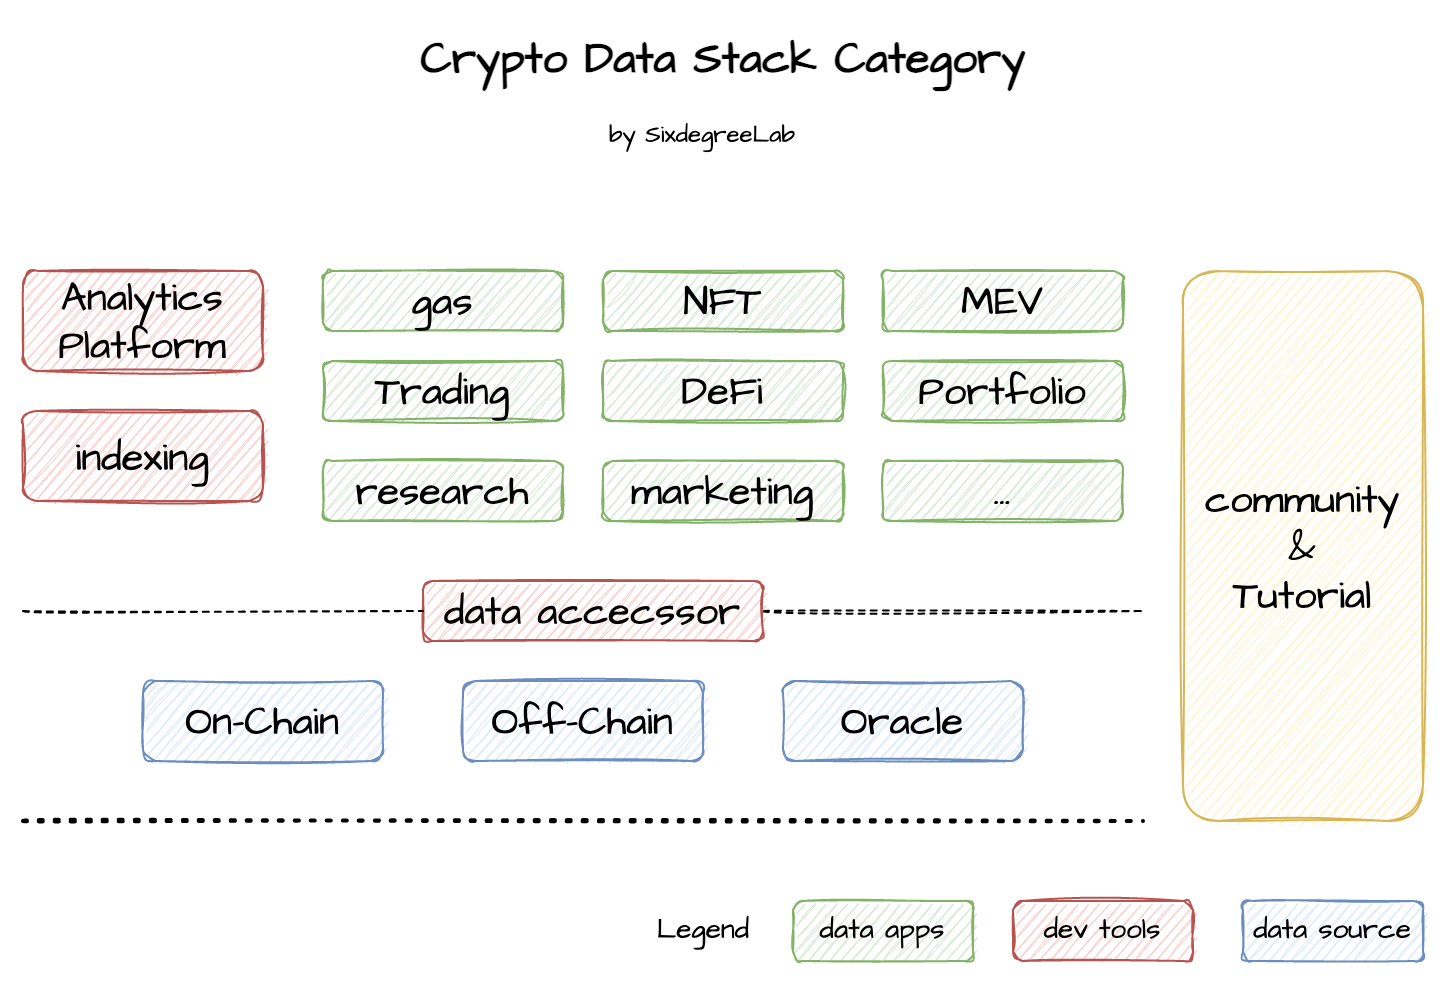 Crypto Data Stack Category
by SixdegreeLab
Analytics
Platform
gas
NFT
MEV
Trading
DeFi
Portfolio
indexing
research
marketing
...
community
&
Tutorial
data accecssor
On-Chain
Off-Chain
Oracle
Legend
data apps
dev tools
data source